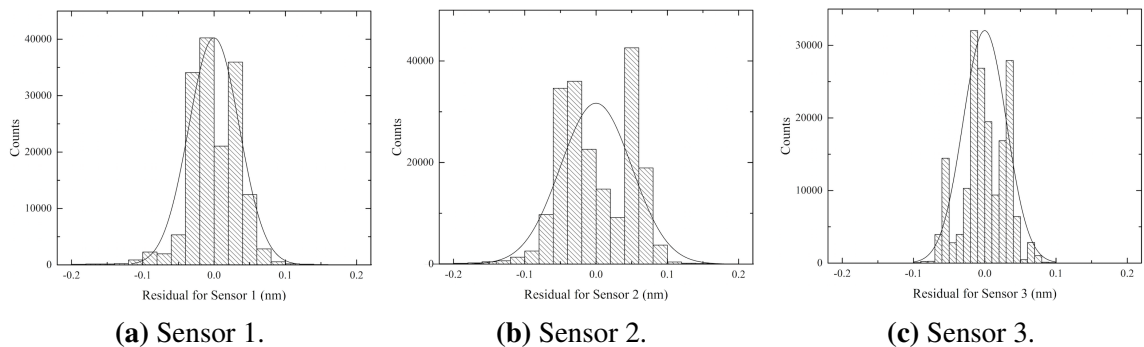 40000
20000
0
Counts
-0.2 -0.1 0.0 0.1 0.2
Residual for Sensor 1 (nm)
(a) Sensor 1.
40000
20000
0
Counts
-0.2 -0.1 0.0 0.1 0.2
Residual for Sensor 2 (nm)
(b) Sensor 2.
30000
20000
10000
0
Counts
-0.2 -0.1 0.0 0.1 0.2
Residual for Sensor 3 (nm)
(c) Sensor 3.